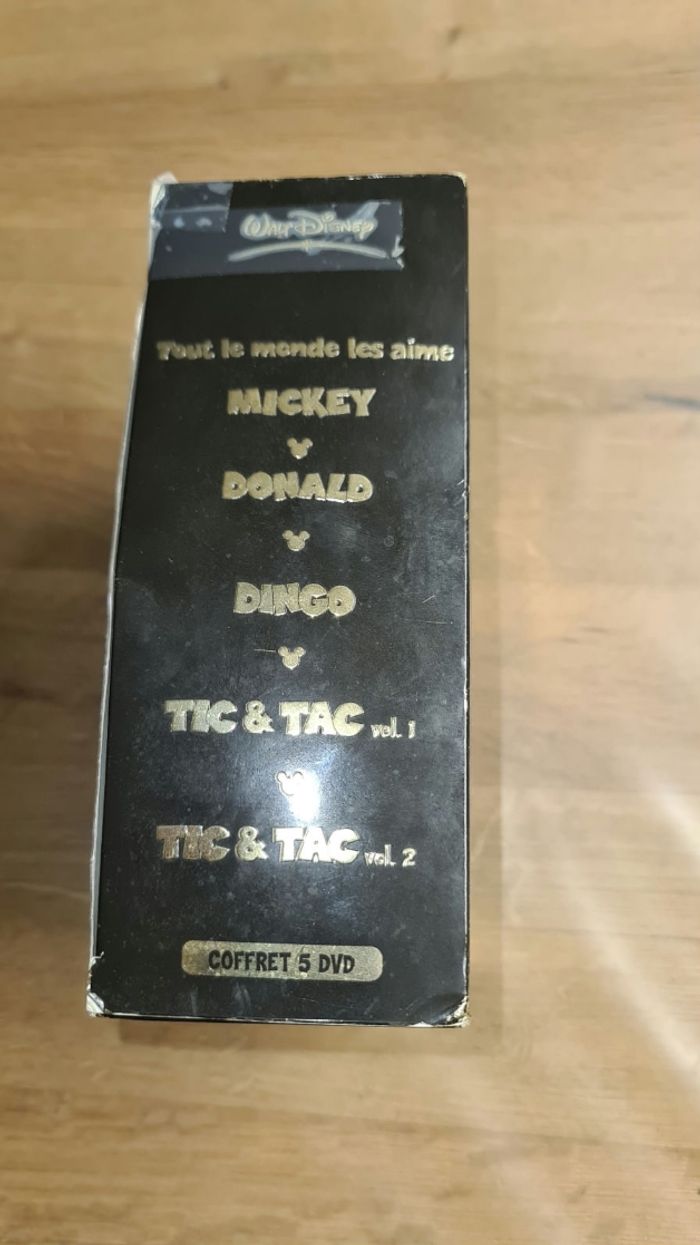 WALT DISNEY
Tout le monde les aime
MICKEY
DONALD
DINGO
TIC & TAC vol. 1
TIC & TAC vol. 2
COFFRET 5 DVD